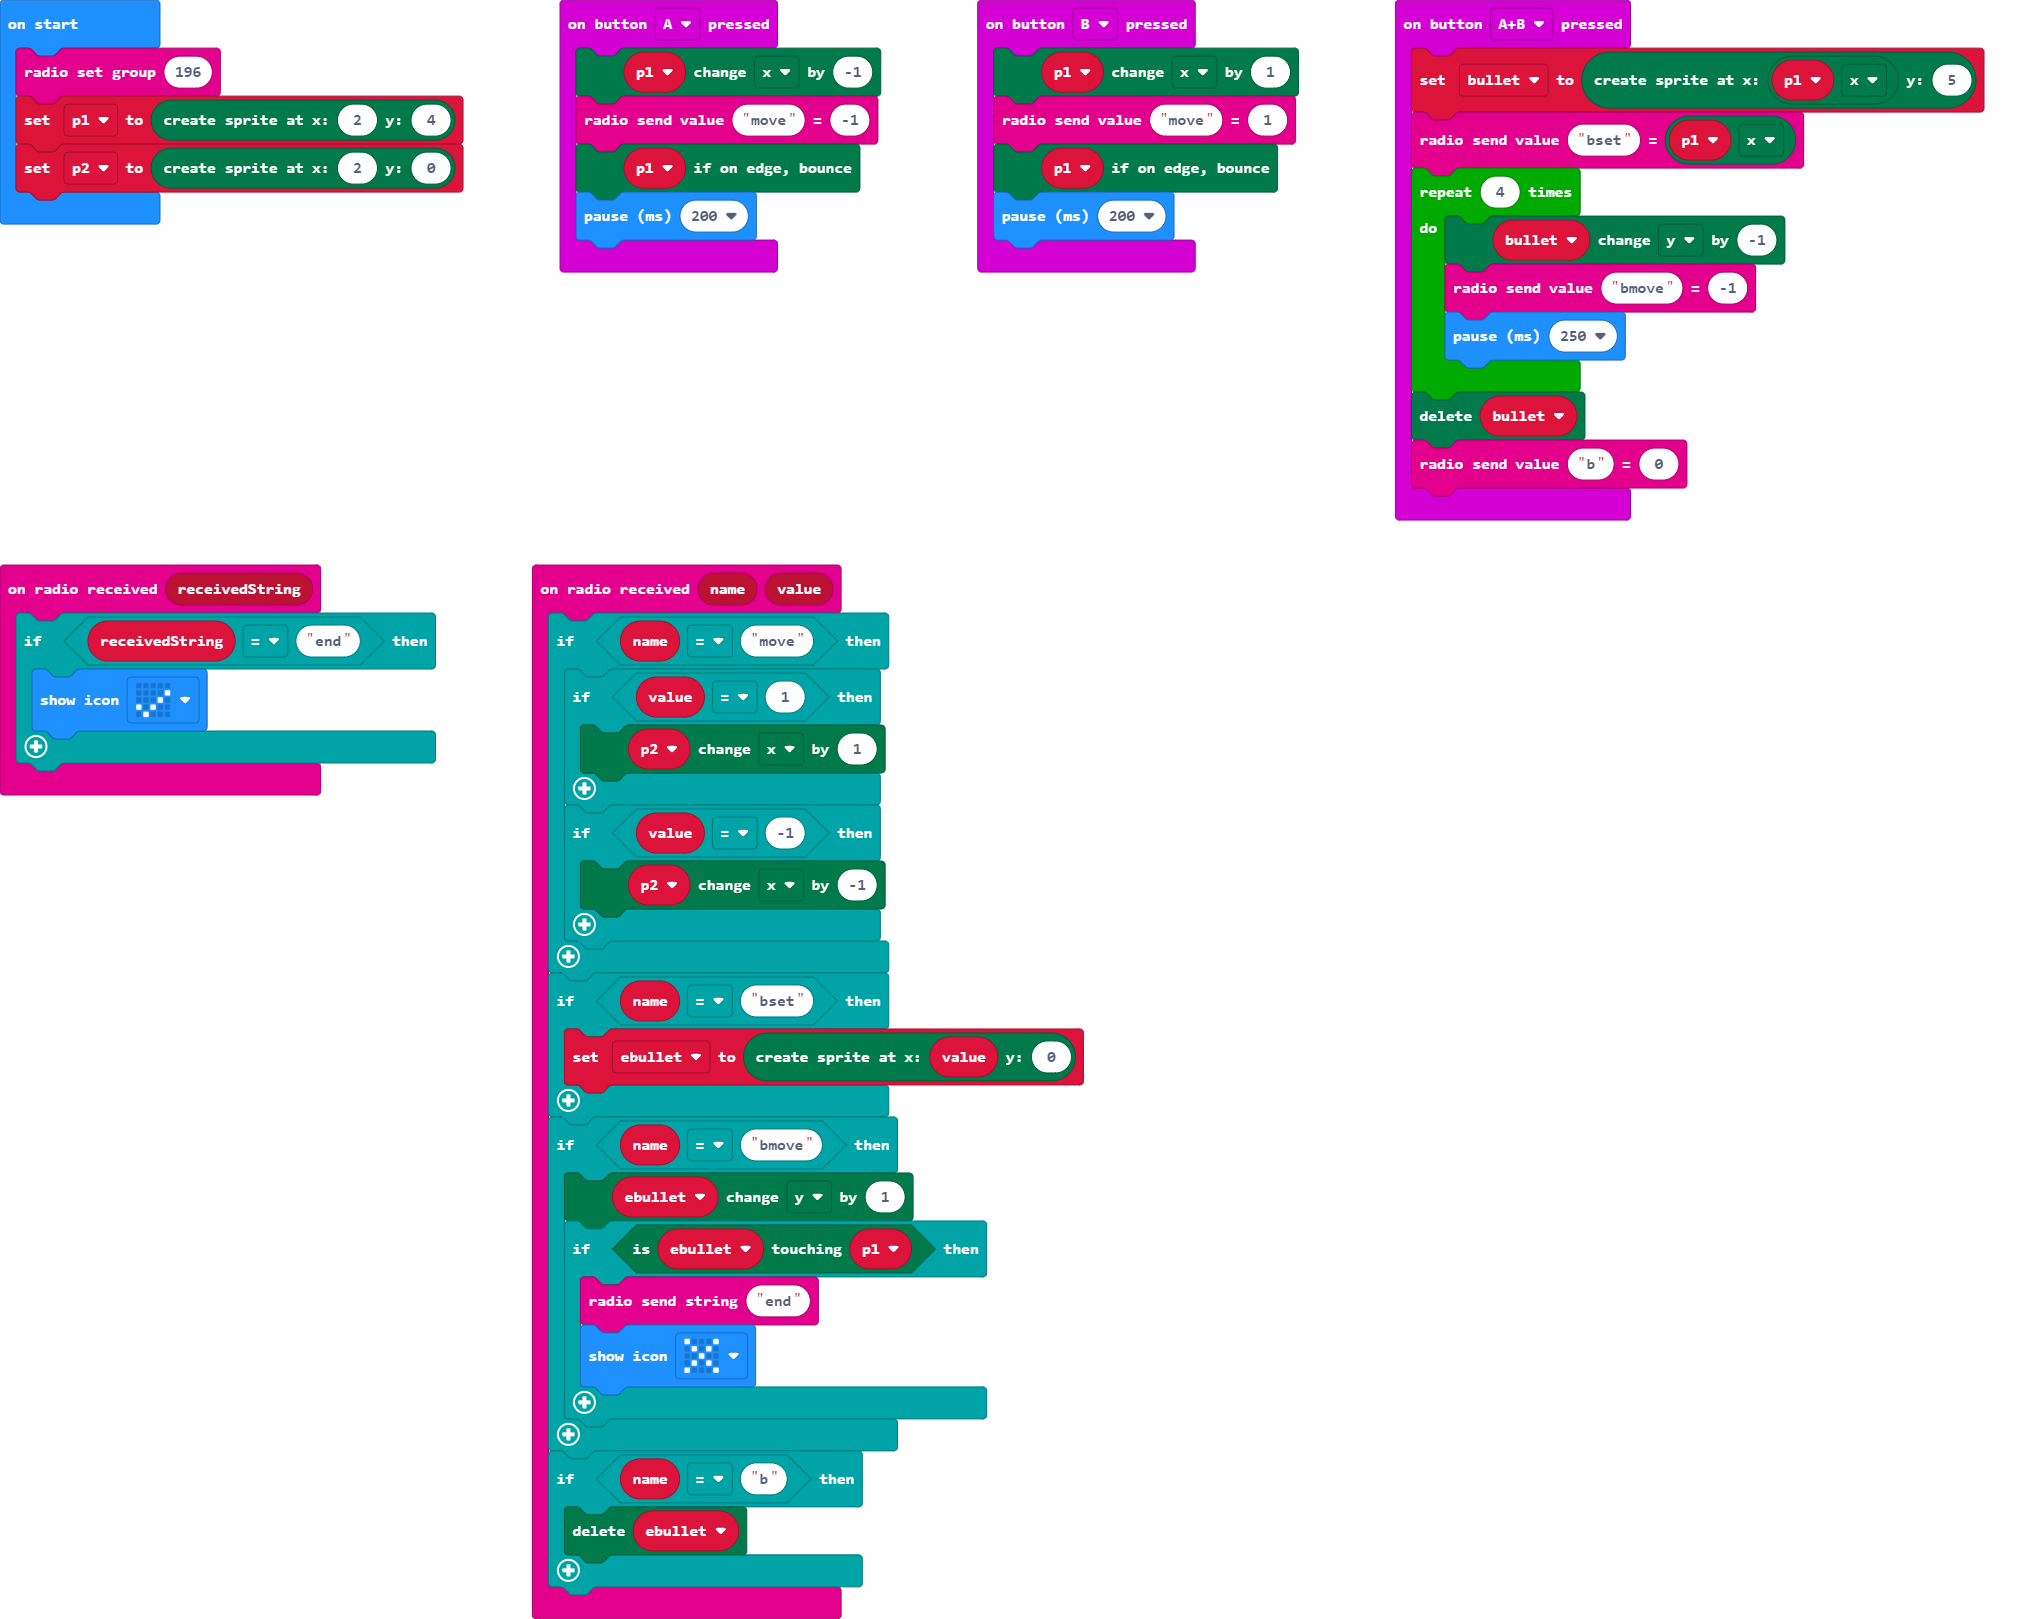 on start
radio set group 196
set p1 to create sprite at x: 2 y: 4
set p2 to create sprite at x: 2 y: 0
on button A pressed
p1 change x by -1
radio send value "move" = -1
p1 if on edge, bounce
pause (ms) 200
on button B pressed
p1 change x by 1
radio send value "move" = 1
p1 if on edge, bounce
pause (ms) 200
on button A+B pressed
set bullet to create sprite at x: p1 x y: 5
radio send value "bset" = p1 x
repeat 4 times
do
bullet change y by -1
radio send value "bmove" = -1
pause (ms) 250
delete bullet
radio send value "b" = 0
on radio received receivedString
if receivedString = "end" then
show icon
on radio received name value
if name = "move" then
if value = 1 then
p2 change x by 1
if value = -1 then
p2 change x by -1
if name = "bset" then
set ebullet to create sprite at x: value y: 0
if name = "bmove" then
ebullet change y by 1
if is ebullet touching p1 then
radio send string "end"
show icon
if name = "b" then
delete ebullet